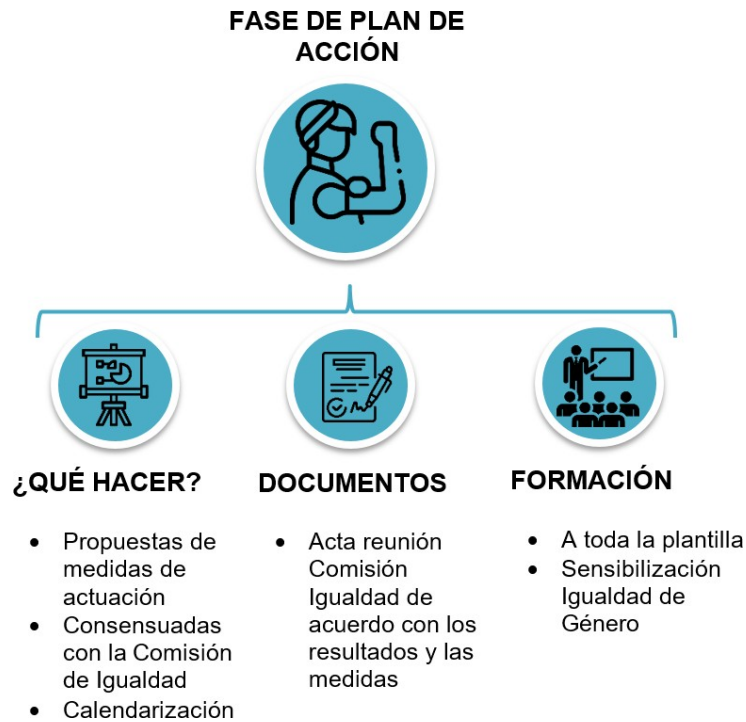 FASE DE PLAN DE
ACCIÓN
¿QUÉ HACER?
• Propuestas de
medidas de
actuación
• Consensuadas
con la Comisión
de Igualdad
• Calendarización
DOCUMENTOS
• Acta reunión
Comisión
Igualdad de
acuerdo con los
resultados y las
medidas
FORMACIÓN
• A toda la plantilla
• Sensibilización
Igualdad de
Género